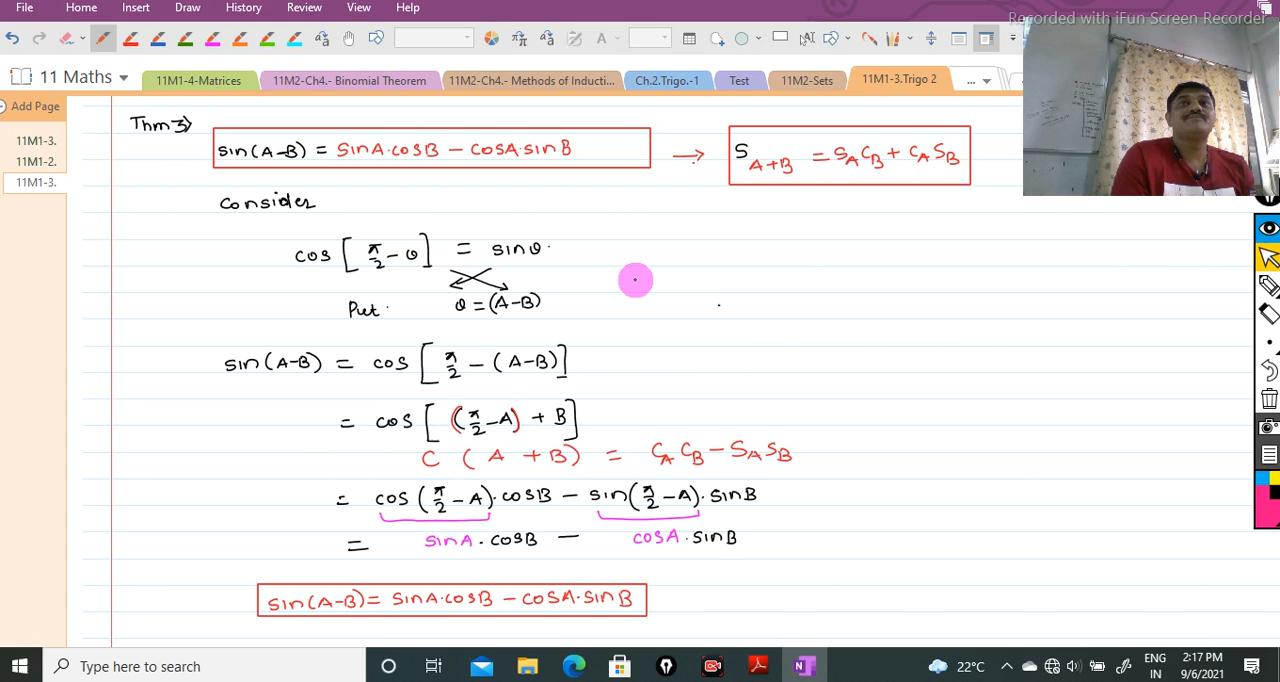 File Home Insert Draw History Review View Help
Recorded with iFun Screen Recorder
11 Maths 11M1-4-Matrices 11M2-Ch4.- Binomial Theorem 11M2-Ch4.- Methods of Inducti... Ch.2.Trigo.-1 Test 11M2-Sets 11M1-3.Trigo 2 ...
Add Page
11M1-3.
11M1-2.
11M1-3.
Thm 3)
sin(A-B) = sinA·cosB - cosA·sinB → S A+B = SA CB + CA SB
Consider
cos [π/2 - θ] = sinθ.
Put θ = (A-B)
sin(A-B) = cos [π/2 - (A-B)]
= cos [(π/2 - A) + B]
C (A + B) = CA CB - SA SB
= cos (π/2 - A)·cosB - sin(π/2 - A)·sinB
= sinA·cosB - cosA·sinB
sin(A-B) = sinA·cosB - cosA·sinB
Type here to search
22°C
ENG
IN
2:17 PM
9/6/2021